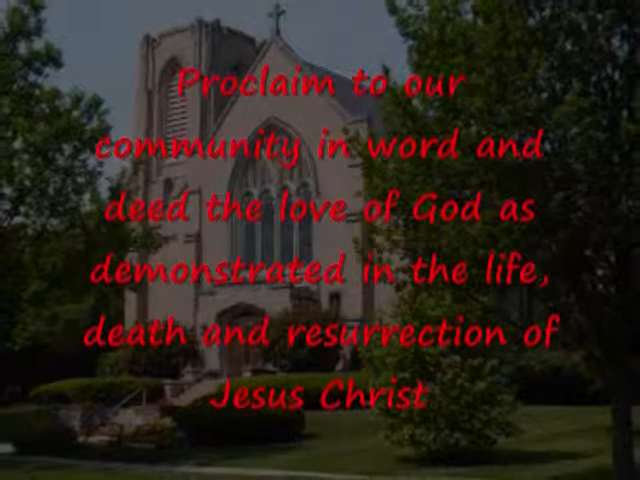 Proclaim to our
community in word and
deed the love of God as
demonstrated in the life,
death and resurrection of
Jesus Christ